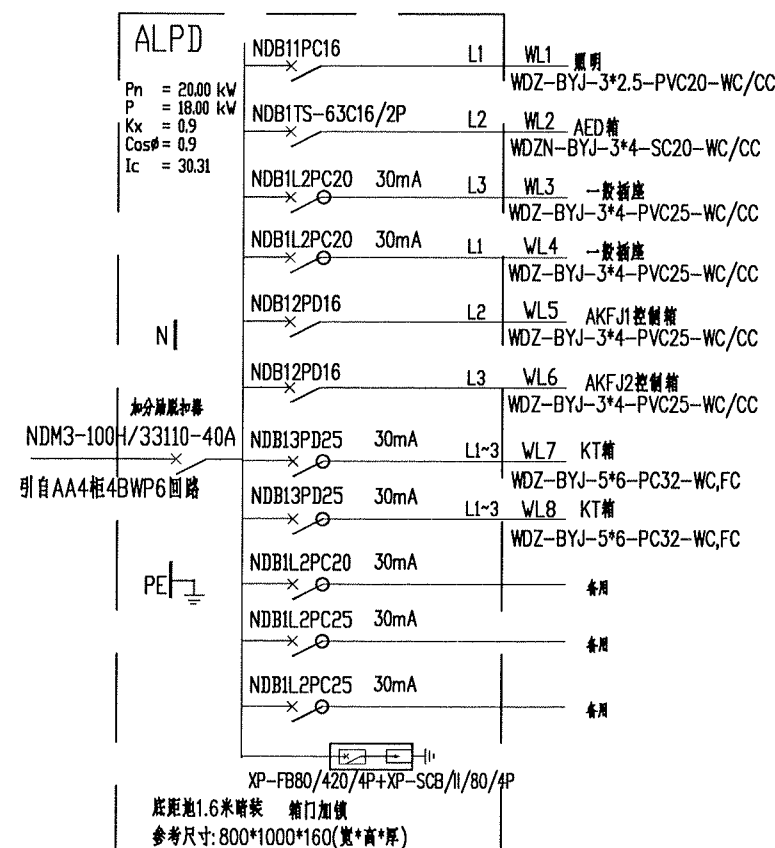 ALPD
Pn = 20.00 kW
P = 18.00 kW
Kx = 0.9
Cosø = 0.9
Ic = 30.31
NDB11PC16 L1 WL1 照明
WDZ-BYJ-3*2.5-PVC20-WC/CC
NDB1TS-63C16/2P L2 WL2 AED箱
WDZN-BYJ-3*4-SC20-WC/CC
NDB1L2PC20 30mA L3 WL3 一般插座
WDZ-BYJ-3*4-PVC25-WC/CC
NDB1L2PC20 30mA L1 WL4 一般插座
WDZ-BYJ-3*4-PVC25-WC/CC
N
NDB12PD16 L2 WL5 AKFJ1控制箱
WDZ-BYJ-3*4-PVC25-WC/CC
NDB12PD16 L3 WL6 AKFJ2控制箱
WDZ-BYJ-3*4-PVC25-WC/CC
加分励脱扣器
NDM3-100H/33110-40A
引自AA4柜4BWP6回路
NDB13PD25 30mA L1~3 WL7 KT箱
WDZ-BYJ-5*6-PC32-WC,FC
NDB13PD25 30mA L1~3 WL8 KT箱
WDZ-BYJ-5*6-PC32-WC,FC
PE
NDB1L2PC20 30mA 备用
NDB1L2PC25 30mA 备用
NDB1L2PC25 30mA 备用
XP-FB80/420/4P+XP-SCB/II/80/4P
底距地1.6米暗装 箱门加锁
参考尺寸:800*1000*160(宽*高*厚)